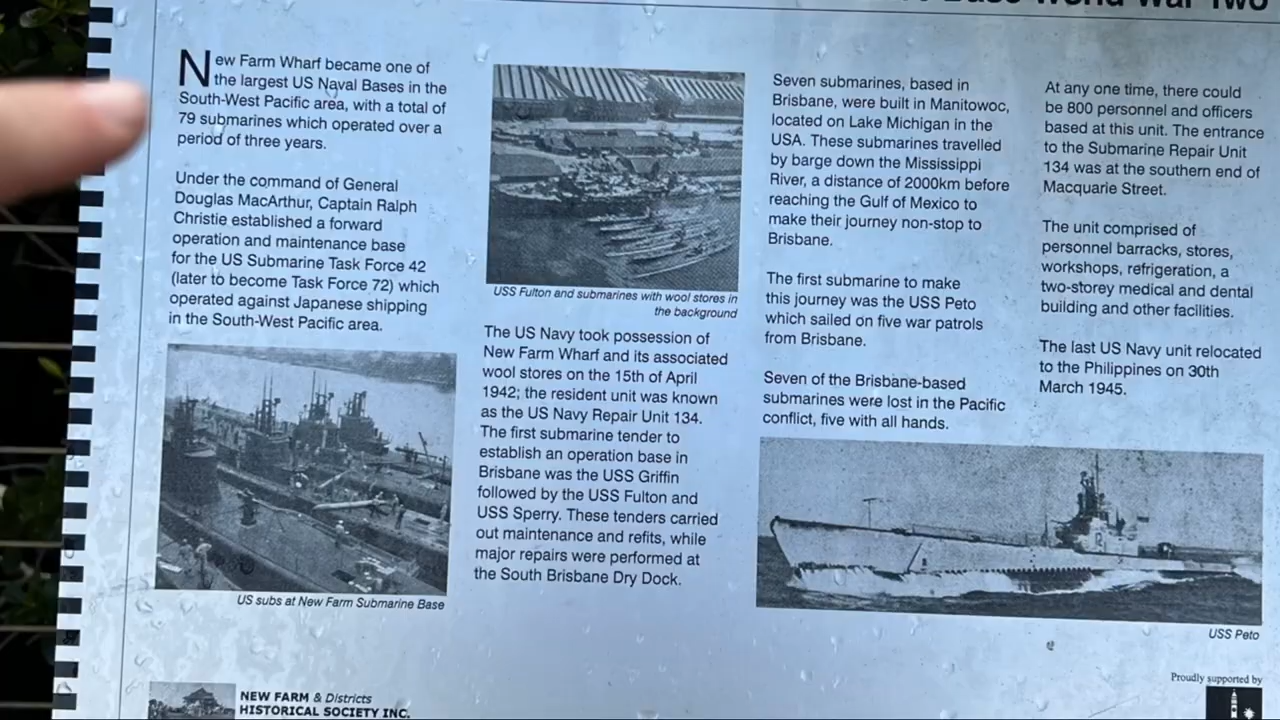 Base World War Two
New Farm Wharf became one of
the largest US Naval Bases in the
South-West Pacific area, with a total of
79 submarines which operated over a
period of three years.
Under the command of General
Douglas MacArthur, Captain Ralph
Christie established a forward
operation and maintenance base
for the US Submarine Task Force 42
(later to become Task Force 72) which
operated against Japanese shipping
in the South-West Pacific area.
US subs at New Farm Submarine Base
USS Fulton and submarines with wool stores in
the background
The US Navy took possession of
New Farm Wharf and its associated
wool stores on the 15th of April
1942; the resident unit was known
as the US Navy Repair Unit 134.
The first submarine tender to
establish an operation base in
Brisbane was the USS Griffin
followed by the USS Fulton and
USS Sperry. These tenders carried
out maintenance and refits, while
major repairs were performed at
the South Brisbane Dry Dock.
Seven submarines, based in
Brisbane, were built in Manitowoc,
located on Lake Michigan in the
USA. These submarines travelled
by barge down the Mississippi
River, a distance of 2000km before
reaching the Gulf of Mexico to
make their journey non-stop to
Brisbane.
The first submarine to make
this journey was the USS Peto
which sailed on five war patrols
from Brisbane.
Seven of the Brisbane-based
submarines were lost in the Pacific
conflict, five with all hands.
At any one time, there could
be 800 personnel and officers
based at this unit. The entrance
to the Submarine Repair Unit
134 was at the southern end of
Macquarie Street.
The unit comprised of
personnel barracks, stores,
workshops, refrigeration, a
two-storey medical and dental
building and other facilities.
The last US Navy unit relocated
to the Philippines on 30th
March 1945.
USS Peto
NEW FARM & Districts
HISTORICAL SOCIETY INC.
Proudly supported by